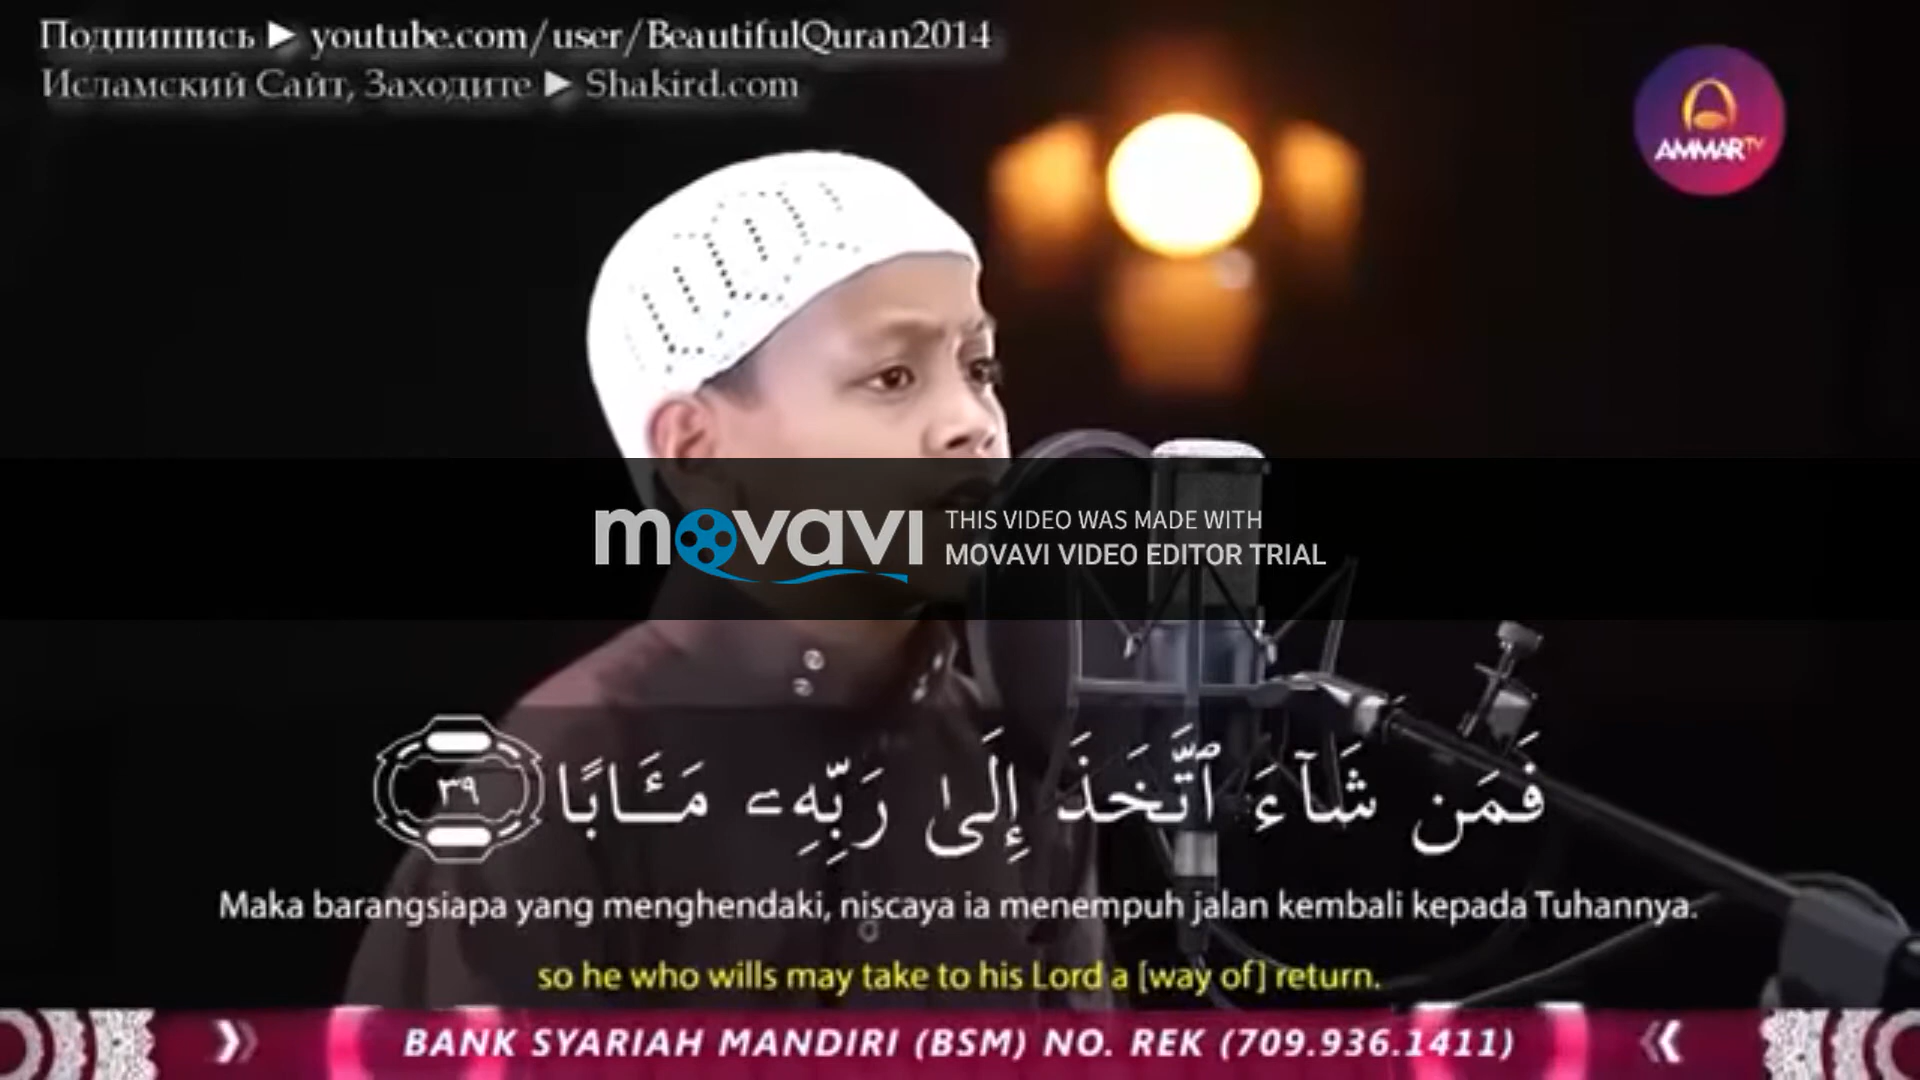 Подпишись ► youtube.com/user/BeautifulQuran2014
Исламский Сайт, Заходите ► Shakird.com
AMMAR TV
movavi
THIS VIDEO WAS MADE WITH
MOVAVI VIDEO EDITOR TRIAL
فَمَن شَآءَ ٱتَّخَذَ إِلَىٰ رَبِّهِۦ مَـَٔابًا ٣٩
Maka barangsiapa yang menghendaki, niscaya ia menempuh jalan kembali kepada Tuhannya.
so he who wills may take to his Lord a [way of] return.
BANK SYARIAH MANDIRI (BSM) NO. REK (709.936.1411)